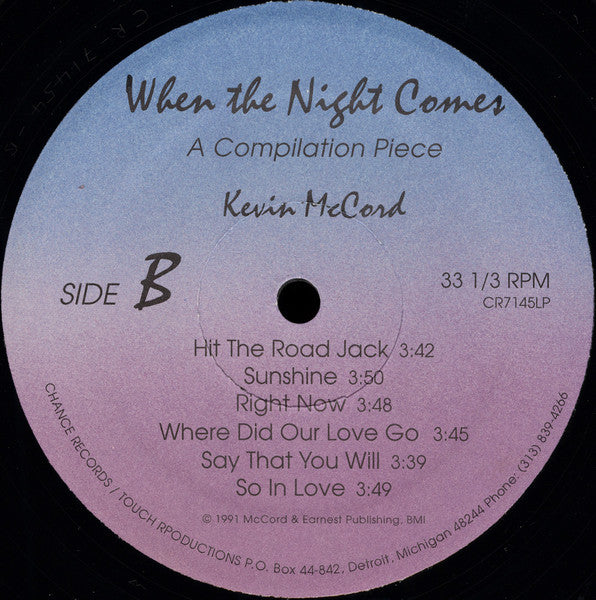 When the Night Comes
A Compilation Piece
Kevin McCord
SIDE B
33 1/3 RPM
CR7145LP
Hit The Road Jack 3:42
Sunshine 3:50
Right Now 3:48
Where Did Our Love Go 3:45
Say That You Will 3:39
So In Love 3:49
© 1991 McCord & Earnest Publishing, BMI
CHANCE RECORDS / TOUCH RPODUCTIONS P.O. Box 44-842, Detroit, Michigan 48244 Phone: (313) 839-4266